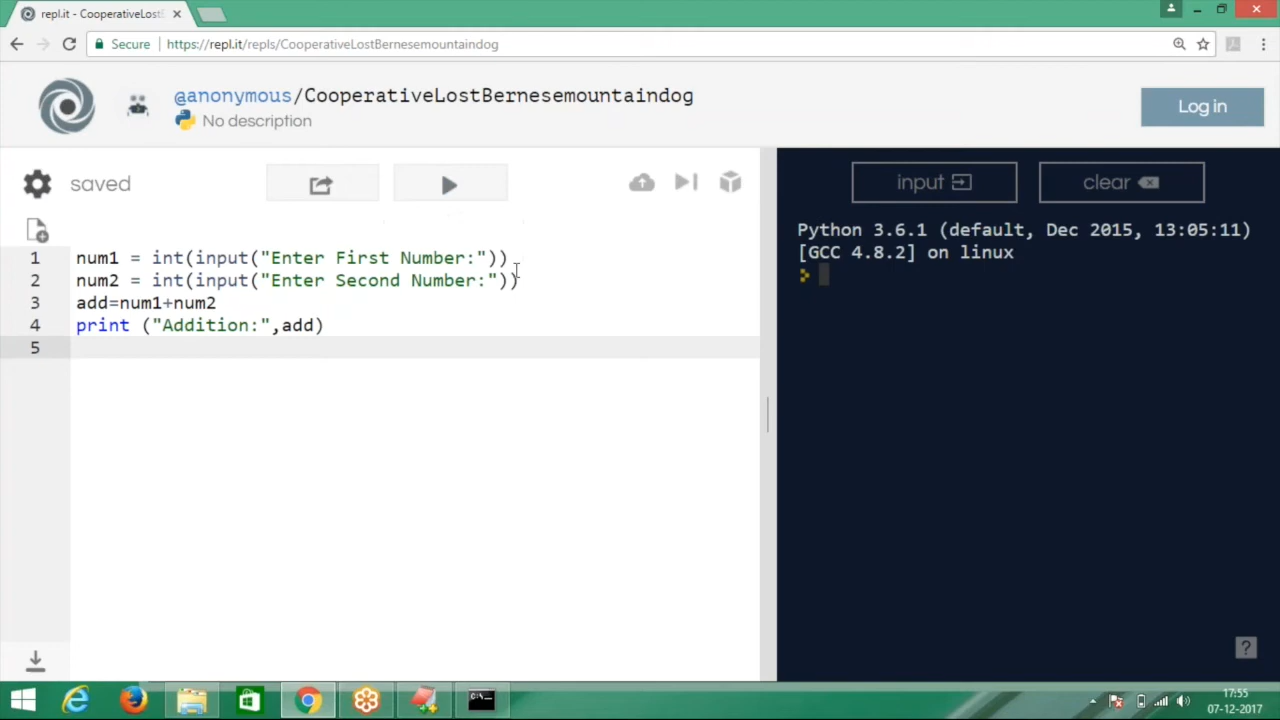 repl.it - CooperativeLost
Secure
https://repl.it/repls/CooperativeLostBernesemountaindog
@anonymous/CooperativeLostBernesemountaindog
No description
Log in
saved
input
clear
1 num1 = int(input("Enter First Number:"))
2 num2 = int(input("Enter Second Number:"))
3 add=num1+num2
4 print ("Addition:",add)
5
Python 3.6.1 (default, Dec 2015, 13:05:11)
[GCC 4.8.2] on linux
?
17:55
07-12-2017